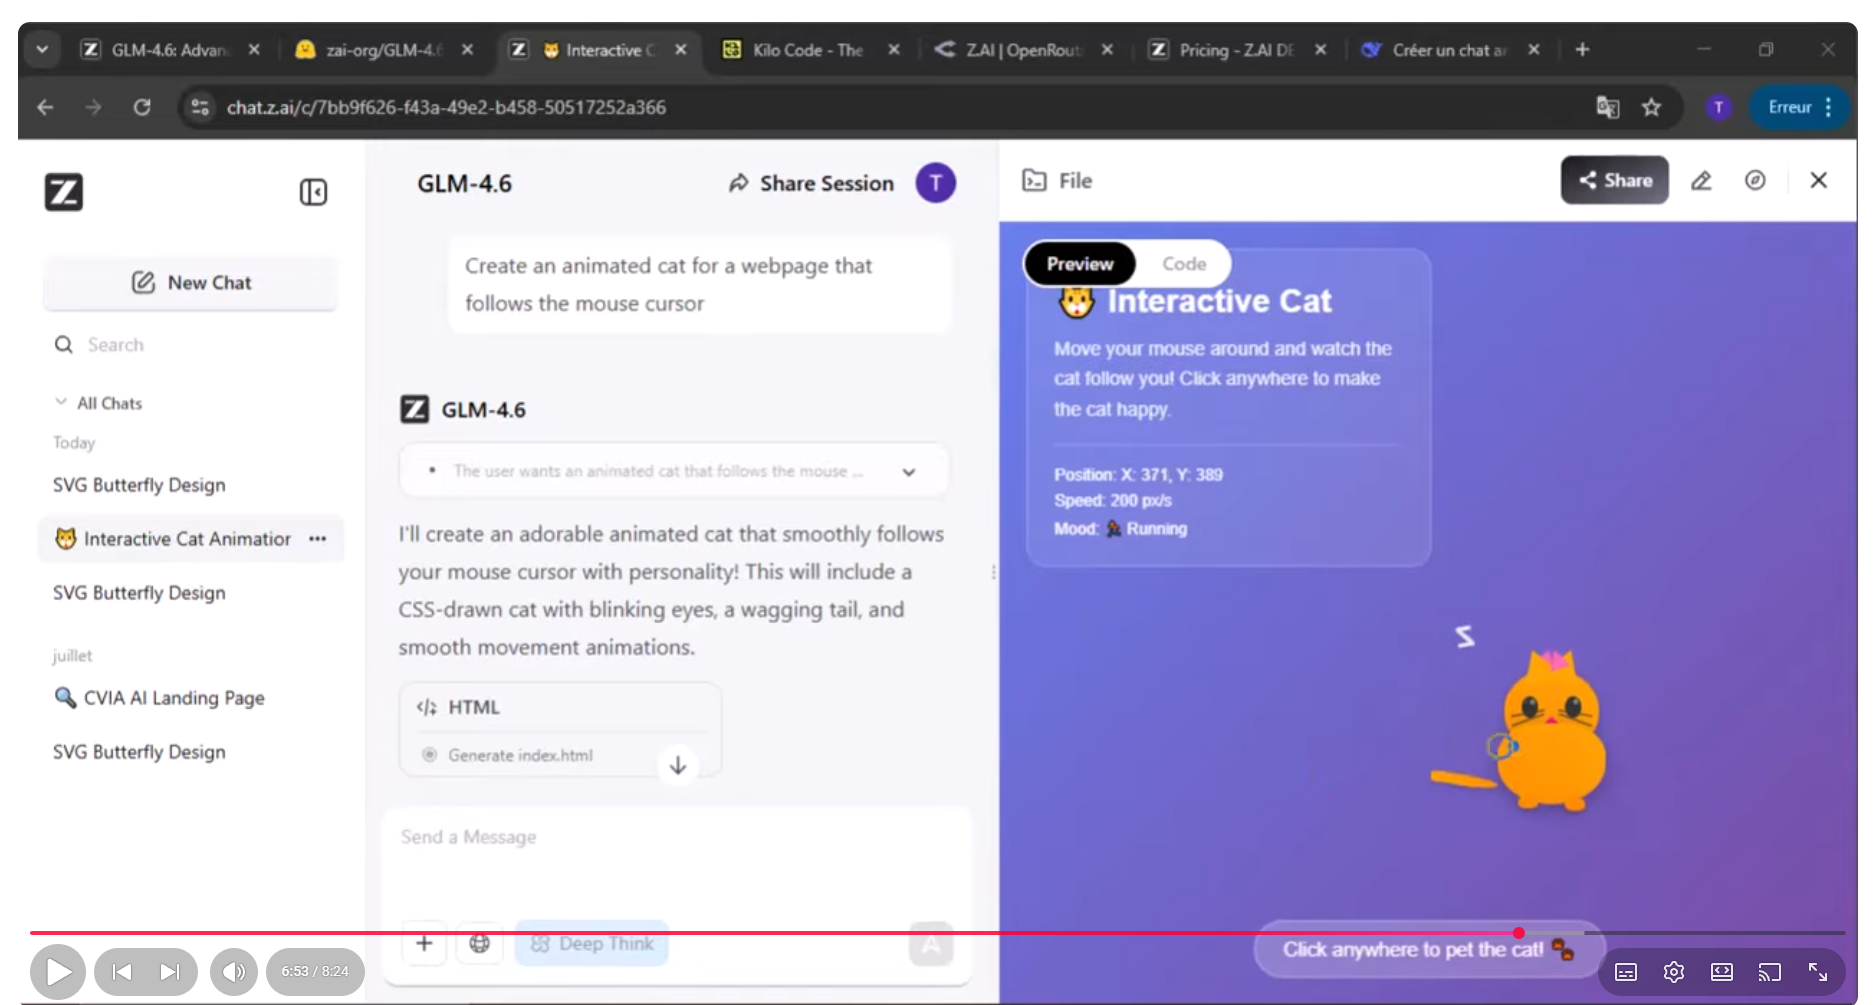 GLM-4.6: Advan
zai-org/GLM-4.6
Interactive C
Kilo Code - The
Z.AI | OpenRout
Pricing - Z.AI DE
Créer un chat a
chat.z.ai/c/7bb9f626-f43a-49e2-b458-50517252a366
T
Erreur
Z
New Chat
Search
All Chats
Today
SVG Butterfly Design
Interactive Cat Animation
SVG Butterfly Design
juillet
CVIA AI Landing Page
SVG Butterfly Design
GLM-4.6
Share Session
T
Create an animated cat for a webpage that
follows the mouse cursor
GLM-4.6
The user wants an animated cat that follows the mouse ...
I'll create an adorable animated cat that smoothly follows
your mouse cursor with personality! This will include a
CSS-drawn cat with blinking eyes, a wagging tail, and
smooth movement animations.
HTML
Generate index.html
Send a Message
Deep Think
File
Share
Preview
Code
Interactive Cat
Move your mouse around and watch the
cat follow you! Click anywhere to make
the cat happy.
Position: X: 371, Y: 389
Speed: 200 px/s
Mood: Running
Z
Click anywhere to pet the cat!
6:53 / 8:24